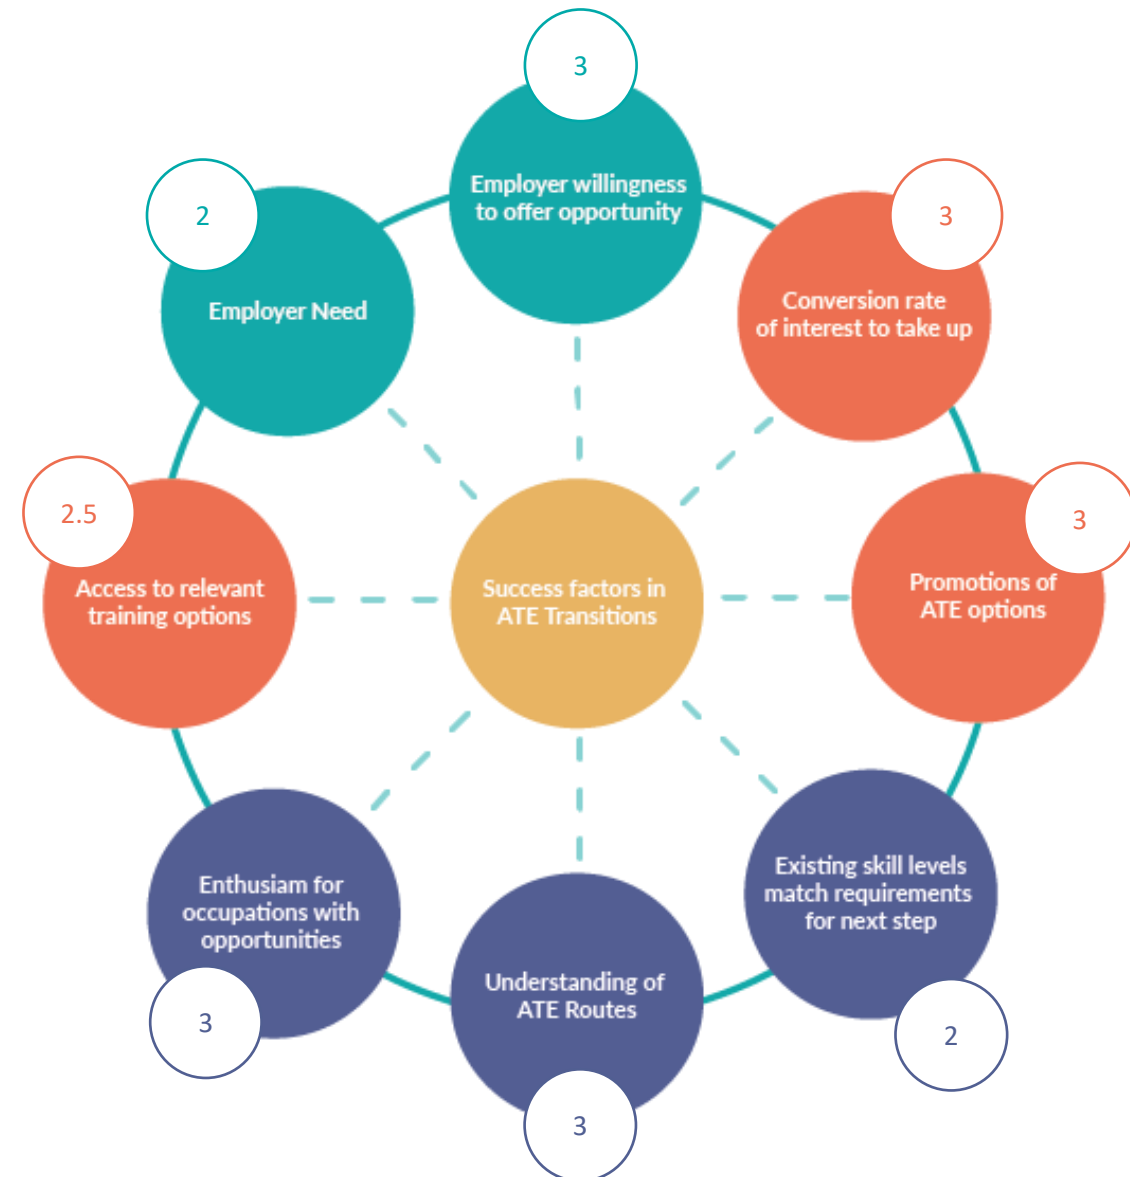 3
Employer willingness
to offer opportunity
2
Employer Need
3
Conversion rate
of interest to take up
2.5
Access to relevant
training options
Success factors in
ATE Transitions
3
Promotions of
ATE options
Enthusiam for
occupations with
opportunities
3
Understanding of
ATE Routes
3
Existing skill levels
match requirements
for next step
2